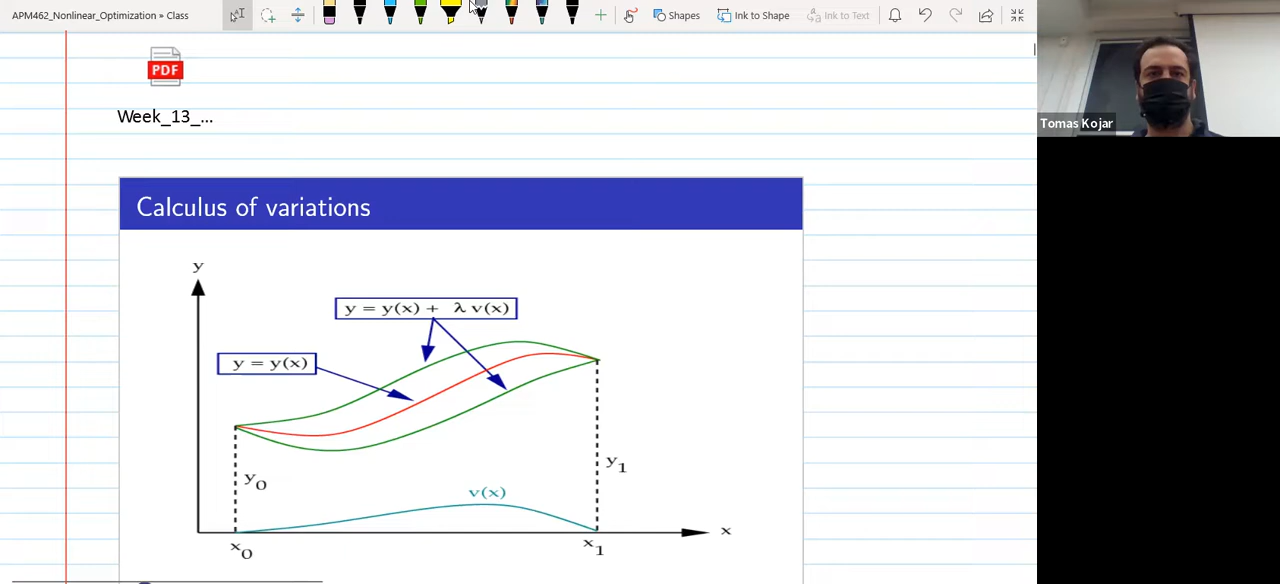 APM462_Nonlinear_Optimization » Class
Shapes
Ink to Shape
Ink to Text
PDF
Week_13_...
Tomas Kojar
Calculus of variations
y
y = y(x) + λ v(x)
y = y(x)
y0
y1
v(x)
x
x0
x1